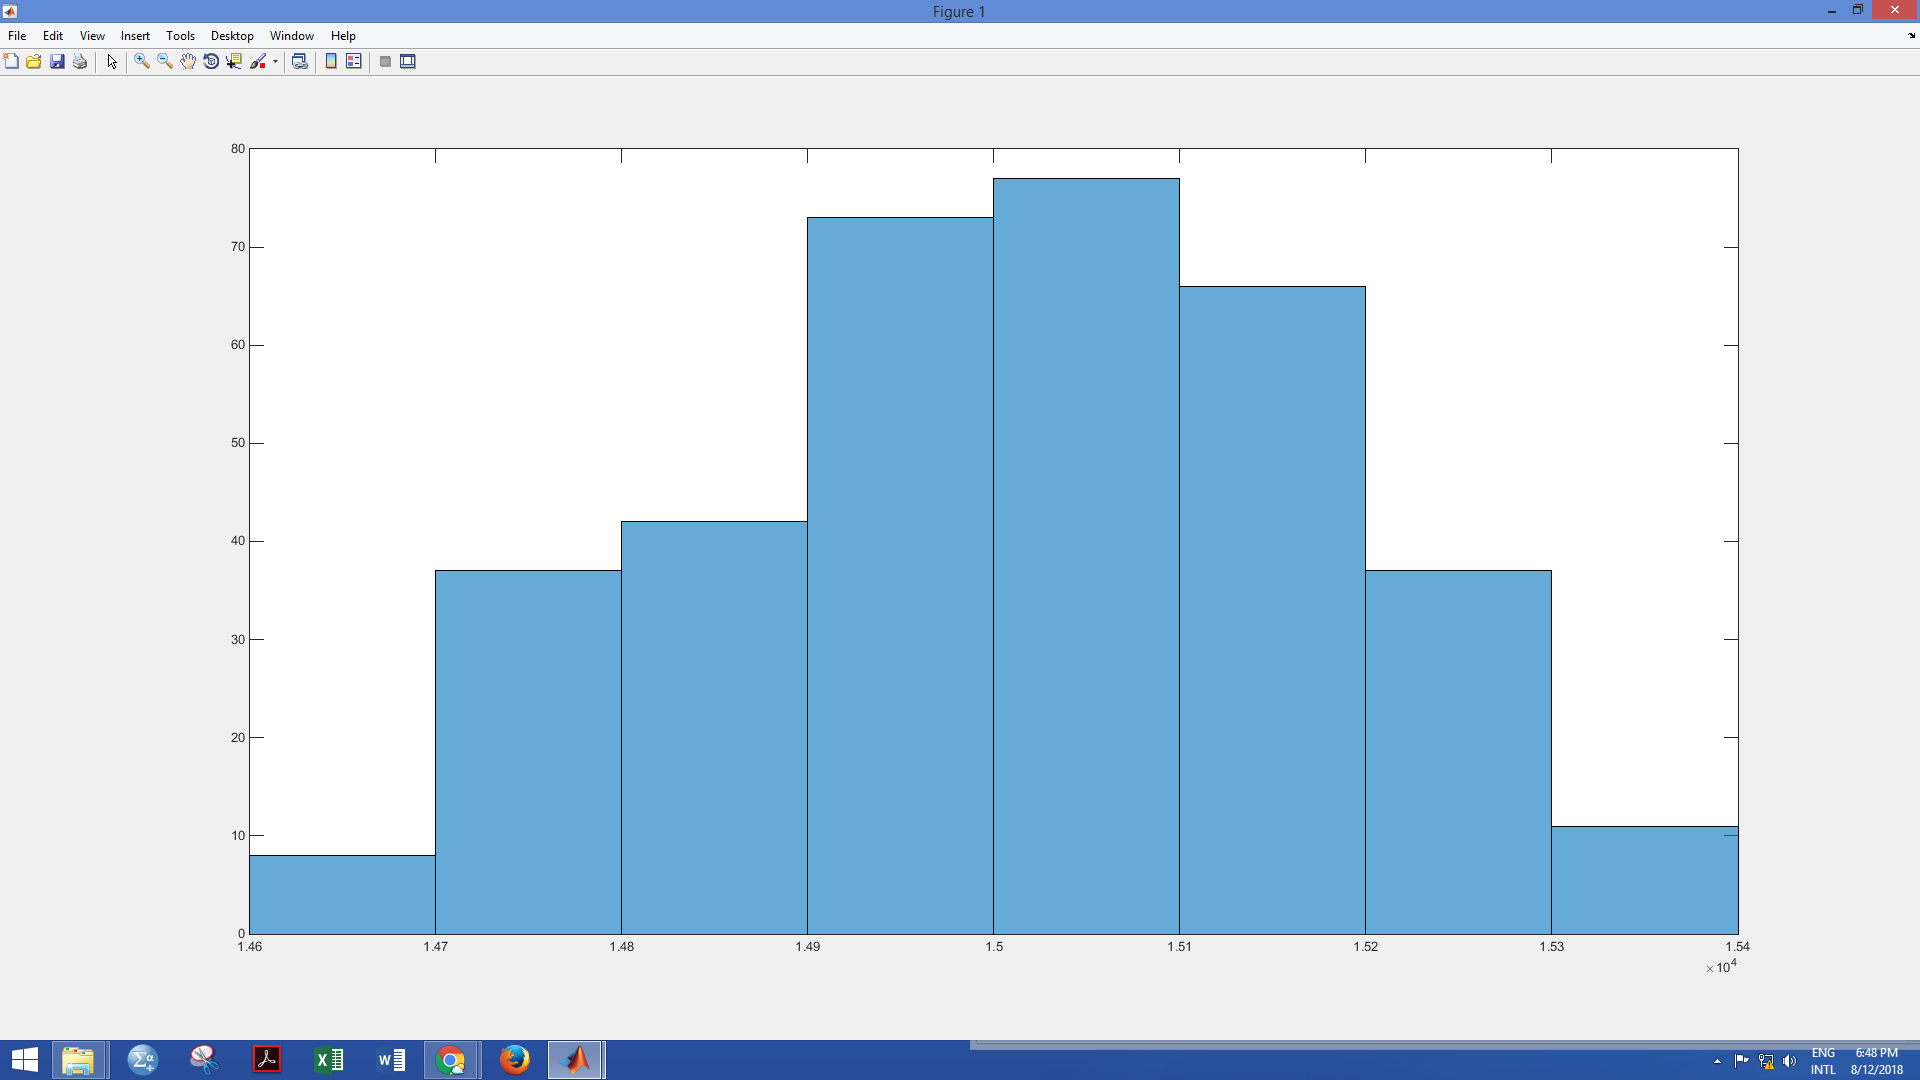 Figure 1
File Edit View Insert Tools Desktop Window Help
80
70
60
50
40
30
20
10
0
1.46 1.47 1.48 1.49 1.5 1.51 1.52 1.53 1.54
×10⁴
Σα
X
W
ENG 6:48 PM
INTL 8/12/2018